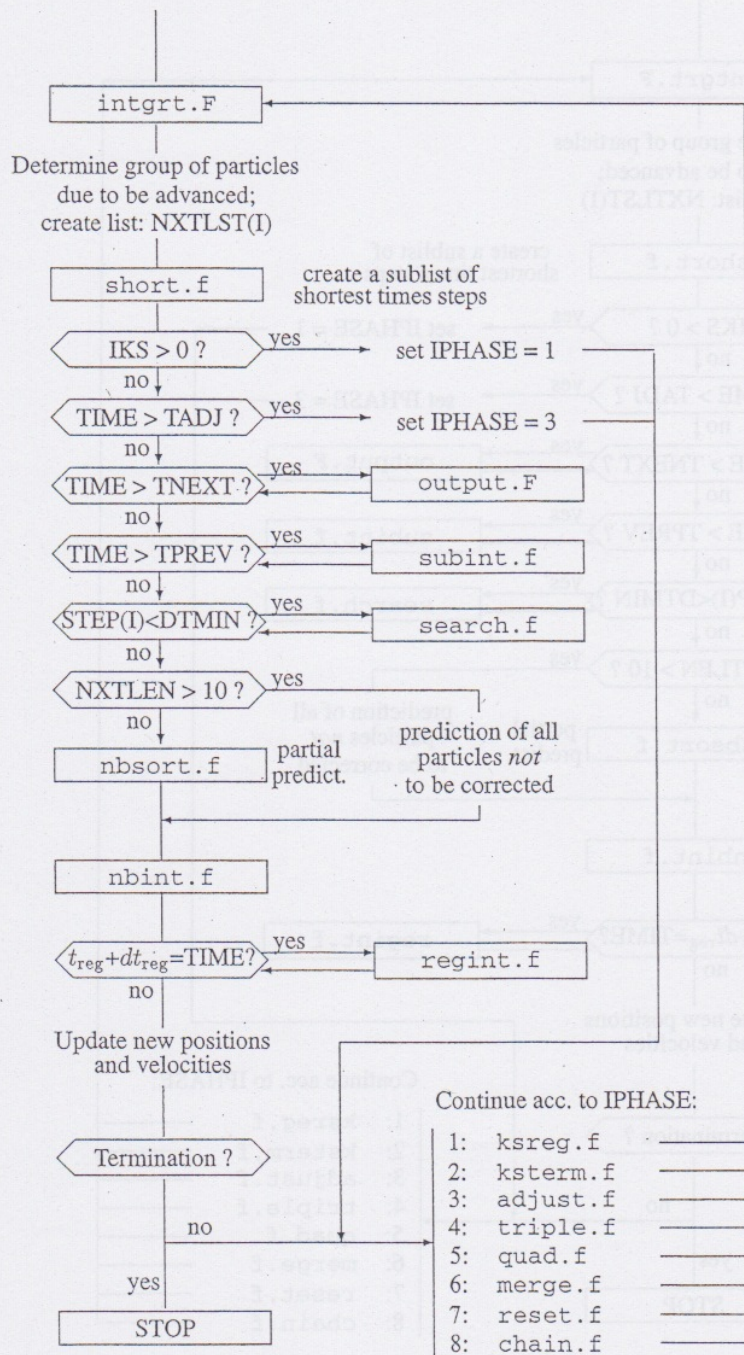 intgrt.F
Determine group of particles
due to be advanced;
create list: NXTLST(I)
short.f
create a sublist of
shortest times steps
IKS > 0 ?
yes
set IPHASE = 1
no
TIME > TADJ ?
yes
set IPHASE = 3
no
TIME > TNEXT ?
yes
output.F
no
TIME > TPREV ?
yes
subint.f
no
STEP(I)<DTMIN ?
yes
search.f
no
NXTLEN > 10 ?
yes
no
nbsort.f
partial
predict.
prediction of all
particles not
to be corrected
nbint.f
t_reg+dt_reg=TIME?
yes
regint.f
no
Update new positions
and velocities
Continue acc. to IPHASE:
1: ksreg.f
2: ksterm.f
3: adjust.f
4: triple.f
5: quad.f
6: merge.f
7: reset.f
8: chain.f
Termination ?
no
yes
STOP